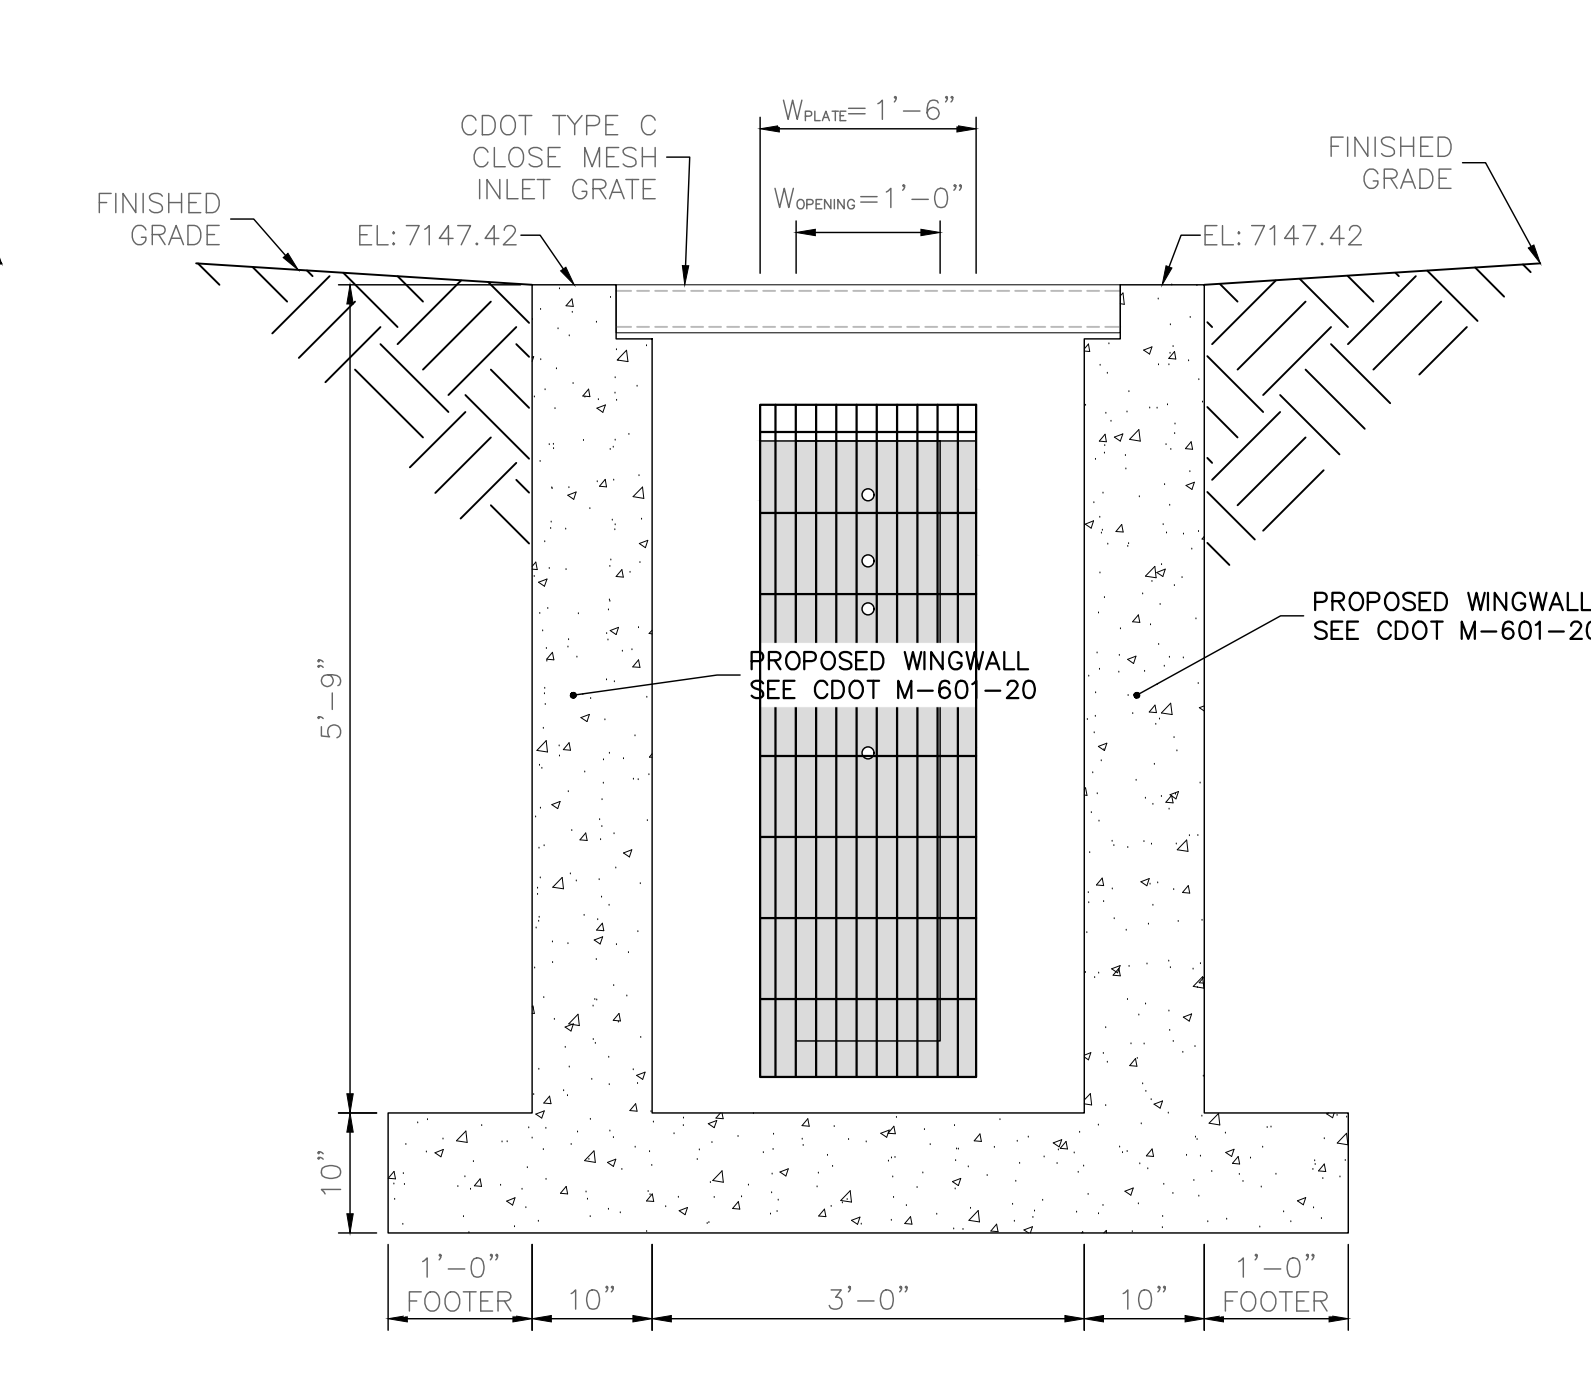 W PLATE= 1'-6"
CDOT TYPE C
CLOSE MESH
INLET GRATE
FINISHED
GRADE
W OPENING=1'-0"
FINISHED
GRADE
EL: 7147.42
EL: 7147.42
PROPOSED WINGWALL
SEE CDOT M-601-20
PROPOSED WINGWALL
SEE CDOT M-601-20
5'-9"
10"
1'-0"
FOOTER
10"
3'-0"
10"
1'-0"
FOOTER